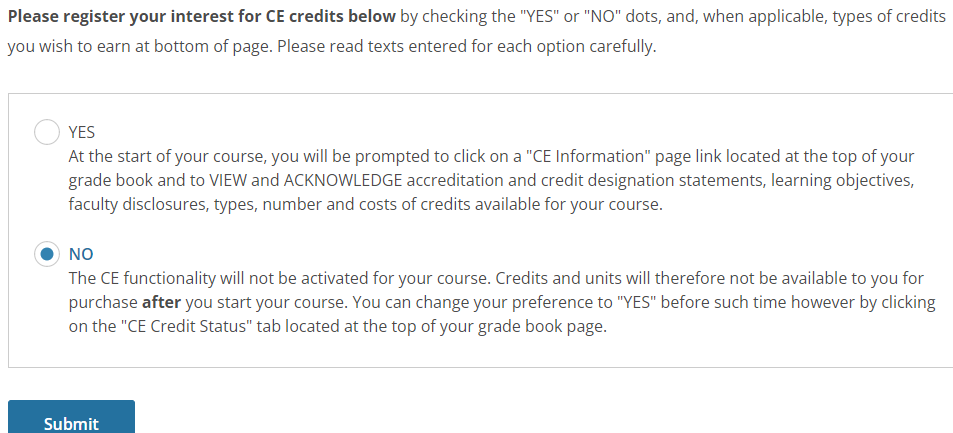 Please register your interest for CE credits below by checking the "YES" or "NO" dots, and, when applicable, types of credits
you wish to earn at bottom of page. Please read texts entered for each option carefully.
YES
At the start of your course, you will be prompted to click on a "CE Information" page link located at the top of your
grade book and to VIEW and ACKNOWLEDGE accreditation and credit designation statements, learning objectives,
faculty disclosures, types, number and costs of credits available for your course.
NO
The CE functionality will not be activated for your course. Credits and units will therefore not be available to you for
purchase after you start your course. You can change your preference to "YES" before such time however by clicking
on the "CE Credit Status" tab located at the top of your grade book page.
Submit